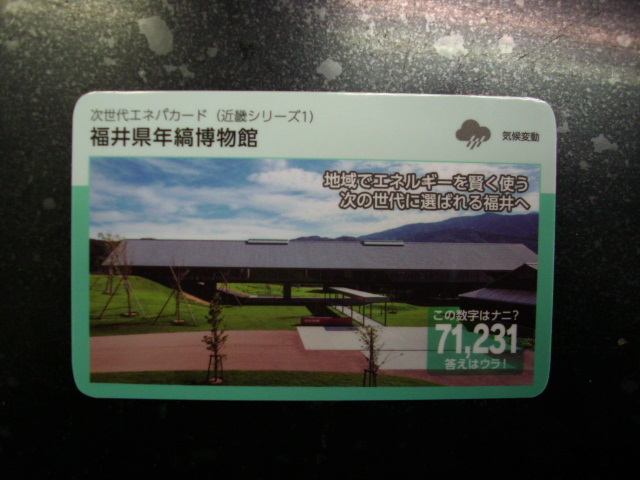 次世代エネパカード（近畿シリーズ1）
福井県年縞博物館
気候変動
地域でエネルギーを賢く使う
次の世代に選ばれる福井へ
この数字はナニ？
71,231
答えはウラ！